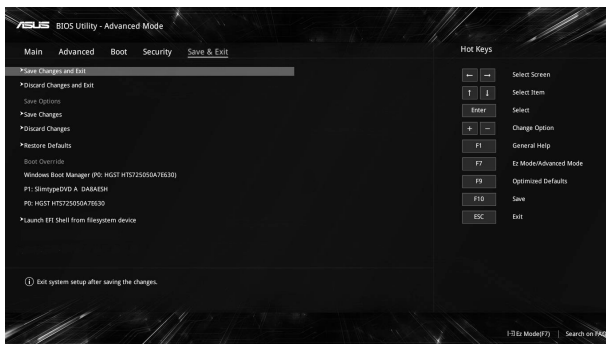 ASUS BIOS Utility - Advanced Mode
Main Advanced Boot Security Save & Exit
Save Changes and Exit
Discard Changes and Exit
Save Options
Save Changes
Discard Changes
Restore Defaults
Boot Override
Windows Boot Manager (P0: HGST HTS725050A7E630)
P1: SlimtypeDVD A DA8AESH
P0: HGST HTS725050A7E630
Launch EFI Shell from filesystem device
Exit system setup after saving the changes.
Hot Keys
← → Select Screen
↑ ↓ Select Item
Enter Select
+ − Change Option
F1 General Help
F7 Ez Mode/Advanced Mode
F9 Optimized Defaults
F10 Save
ESC Exit
Ez Mode(F7) | Search on FAQ